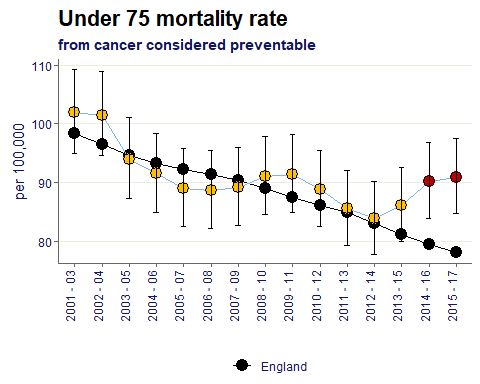 Under 75 mortality rate
from cancer considered preventable
per 100,000
110
100
90
80
2001 - 03
2002 - 04
2003 - 05
2004 - 06
2005 - 07
2006 - 08
2007 - 09
2008 - 10
2009 - 11
2010 - 12
2011 - 13
2012 - 14
2013 - 15
2014 - 16
2015 - 17
England